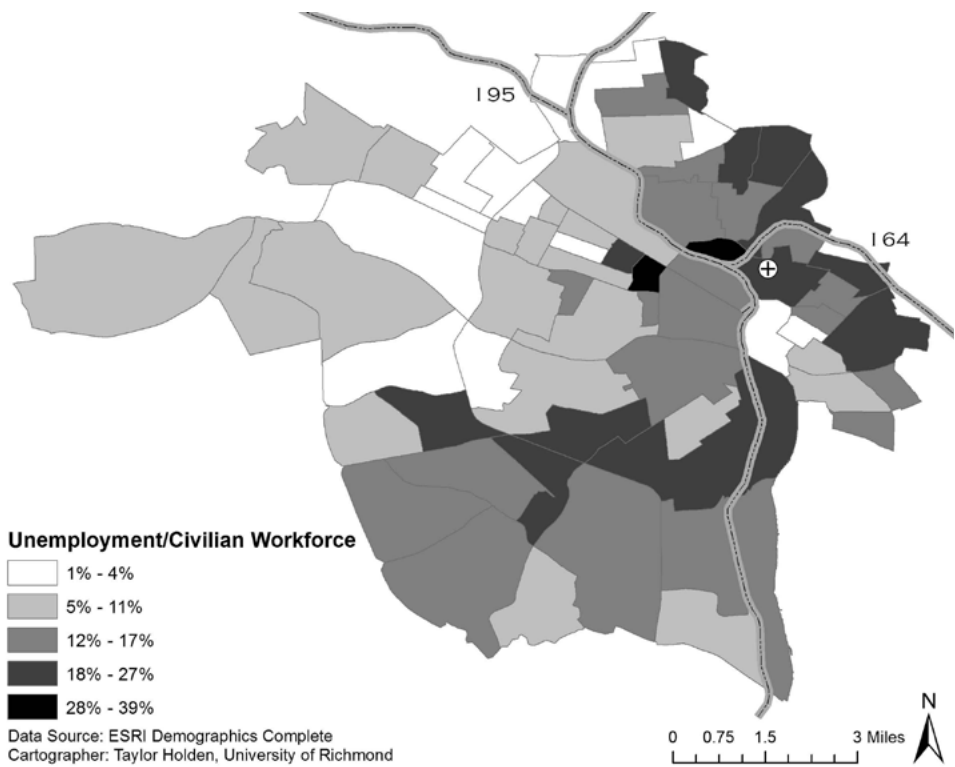 I 95
I 64
Unemployment/Civilian Workforce
1% - 4%
5% - 11%
12% - 17%
18% - 27%
28% - 39%
Data Source: ESRI Demographics Complete
Cartographer: Taylor Holden, University of Richmond
N
0 0.75 1.5 3 Miles